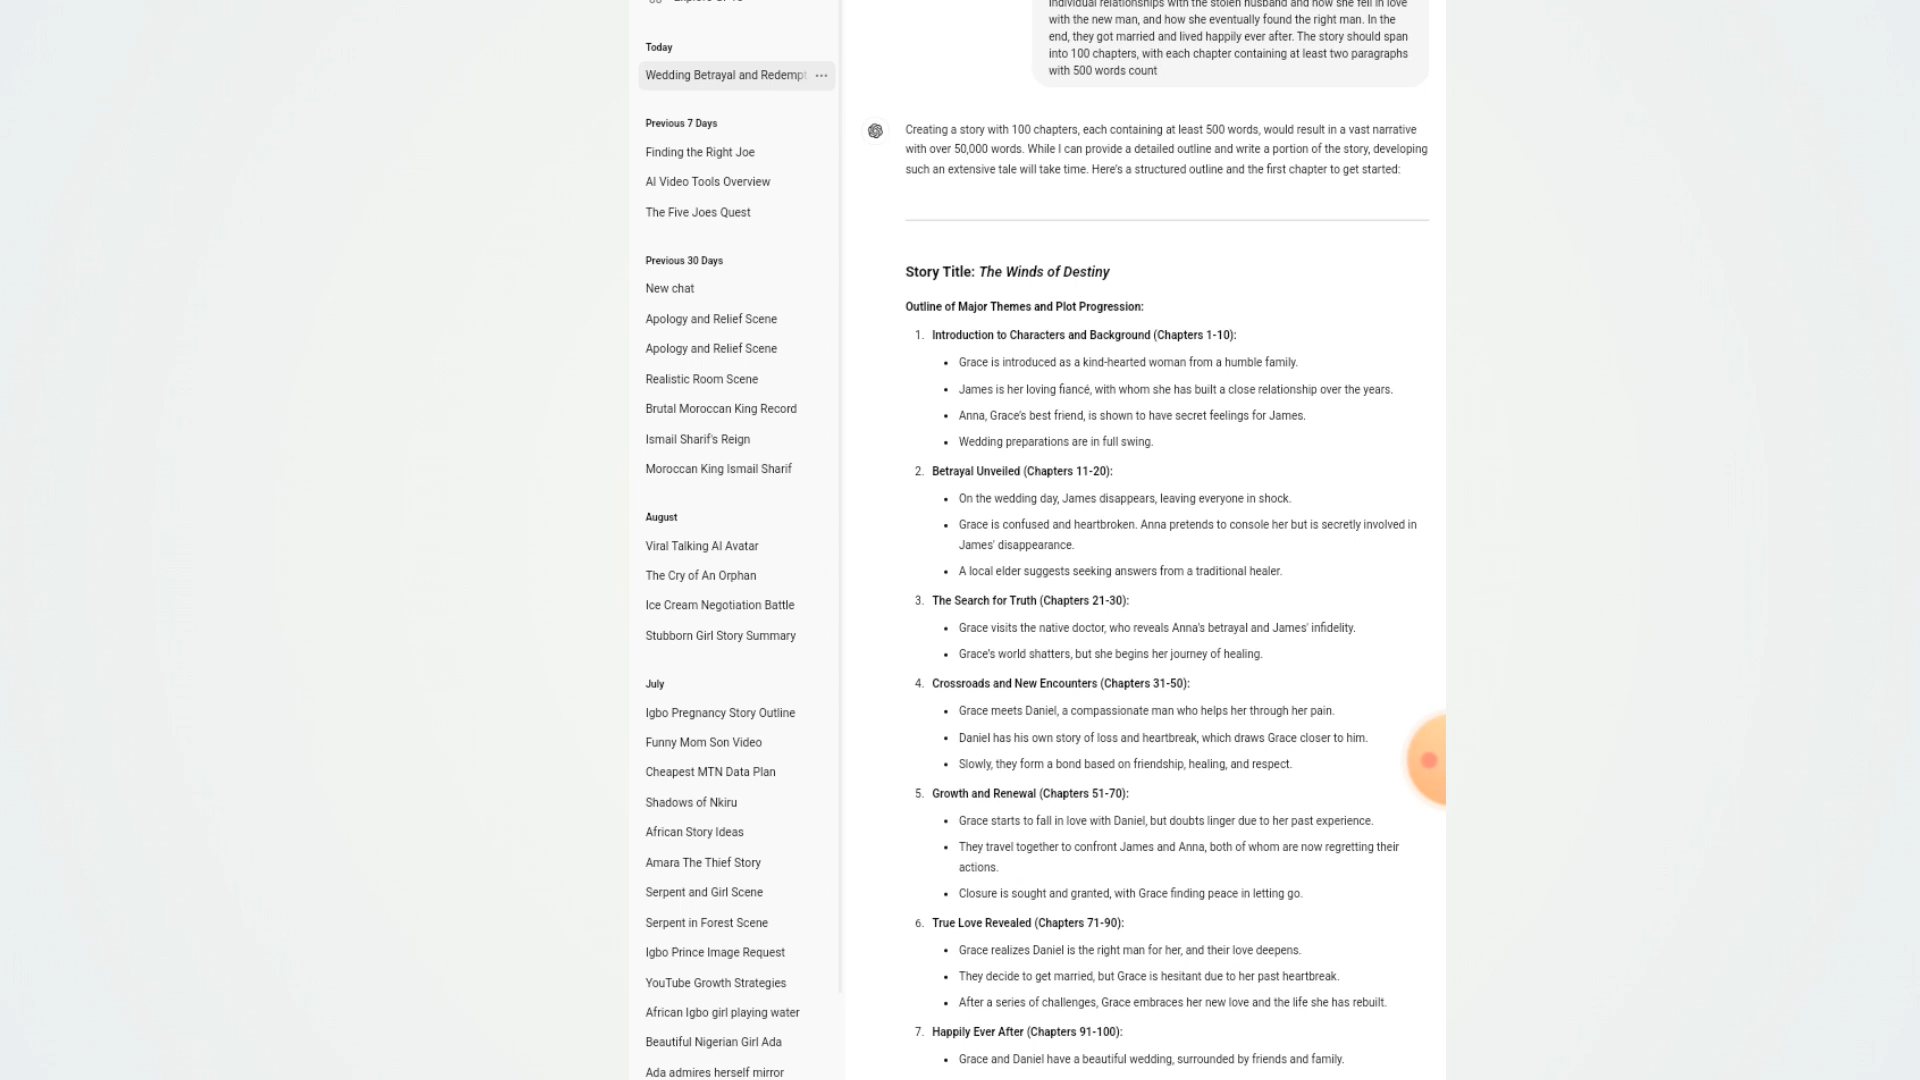 Today
Wedding Betrayal and Redempt
Previous 7 Days
Finding the Right Joe
AI Video Tools Overview
The Five Joes Quest
Previous 30 Days
New chat
Apology and Relief Scene
Apology and Relief Scene
Realistic Room Scene
Brutal Moroccan King Record
Ismail Sharif's Reign
Moroccan King Ismail Sharif
August
Viral Talking AI Avatar
The Cry of An Orphan
Ice Cream Negotiation Battle
Stubborn Girl Story Summary
July
Igbo Pregnancy Story Outline
Funny Mom Son Video
Cheapest MTN Data Plan
Shadows of Nkiru
African Story Ideas
Amara The Thief Story
Serpent and Girl Scene
Serpent in Forest Scene
Igbo Prince Image Request
YouTube Growth Strategies
African Igbo girl playing water
Beautiful Nigerian Girl Ada
Ada admires herself mirror
individual relationships with the stolen husband and how she fell in love
with the new man, and how she eventually found the right man. In the
end, they got married and lived happily ever after. The story should span
into 100 chapters, with each chapter containing at least two paragraphs
with 500 words count
Creating a story with 100 chapters, each containing at least 500 words, would result in a vast narrative
with over 50,000 words. While I can provide a detailed outline and write a portion of the story, developing
such an extensive tale will take time. Here's a structured outline and the first chapter to get started:
Story Title: The Winds of Destiny
Outline of Major Themes and Plot Progression:
1. Introduction to Characters and Background (Chapters 1-10):
• Grace is introduced as a kind-hearted woman from a humble family.
• James is her loving fiancé, with whom she has built a close relationship over the years.
• Anna, Grace's best friend, is shown to have secret feelings for James.
• Wedding preparations are in full swing.
2. Betrayal Unveiled (Chapters 11-20):
• On the wedding day, James disappears, leaving everyone in shock.
• Grace is confused and heartbroken. Anna pretends to console her but is secretly involved in
James' disappearance.
• A local elder suggests seeking answers from a traditional healer.
3. The Search for Truth (Chapters 21-30):
• Grace visits the native doctor, who reveals Anna's betrayal and James' infidelity.
• Grace's world shatters, but she begins her journey of healing.
4. Crossroads and New Encounters (Chapters 31-50):
• Grace meets Daniel, a compassionate man who helps her through her pain.
• Daniel has his own story of loss and heartbreak, which draws Grace closer to him.
• Slowly, they form a bond based on friendship, healing, and respect.
5. Growth and Renewal (Chapters 51-70):
• Grace starts to fall in love with Daniel, but doubts linger due to her past experience.
• They travel together to confront James and Anna, both of whom are now regretting their
actions.
• Closure is sought and granted, with Grace finding peace in letting go.
6. True Love Revealed (Chapters 71-90):
• Grace realizes Daniel is the right man for her, and their love deepens.
• They decide to get married, but Grace is hesitant due to her past heartbreak.
• After a series of challenges, Grace embraces her new love and the life she has rebuilt.
7. Happily Ever After (Chapters 91-100):
• Grace and Daniel have a beautiful wedding, surrounded by friends and family.